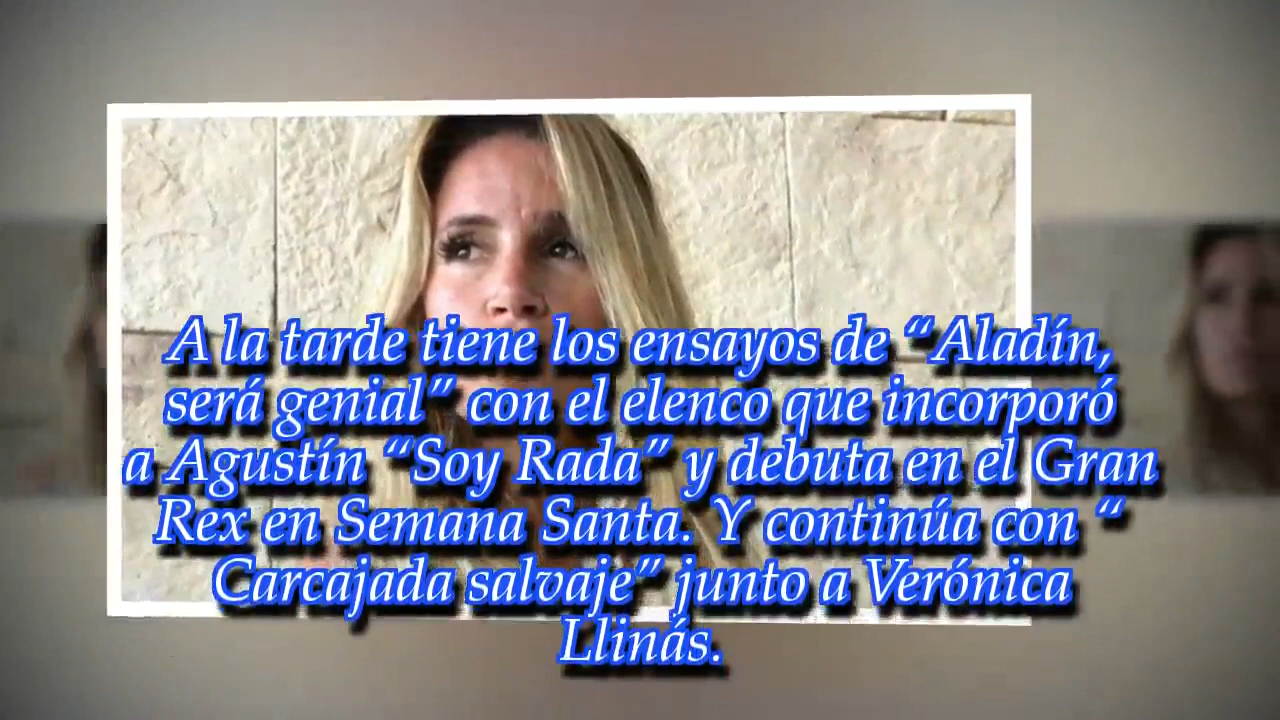 A la tarde tiene los ensayos de “Aladín,
será genial” con el elenco que incorporó
a Agustín “Soy Rada” y debuta en el Gran
Rex en Semana Santa. Y continúa con “
Carcajada salvaje” junto a Verónica
Llinás.